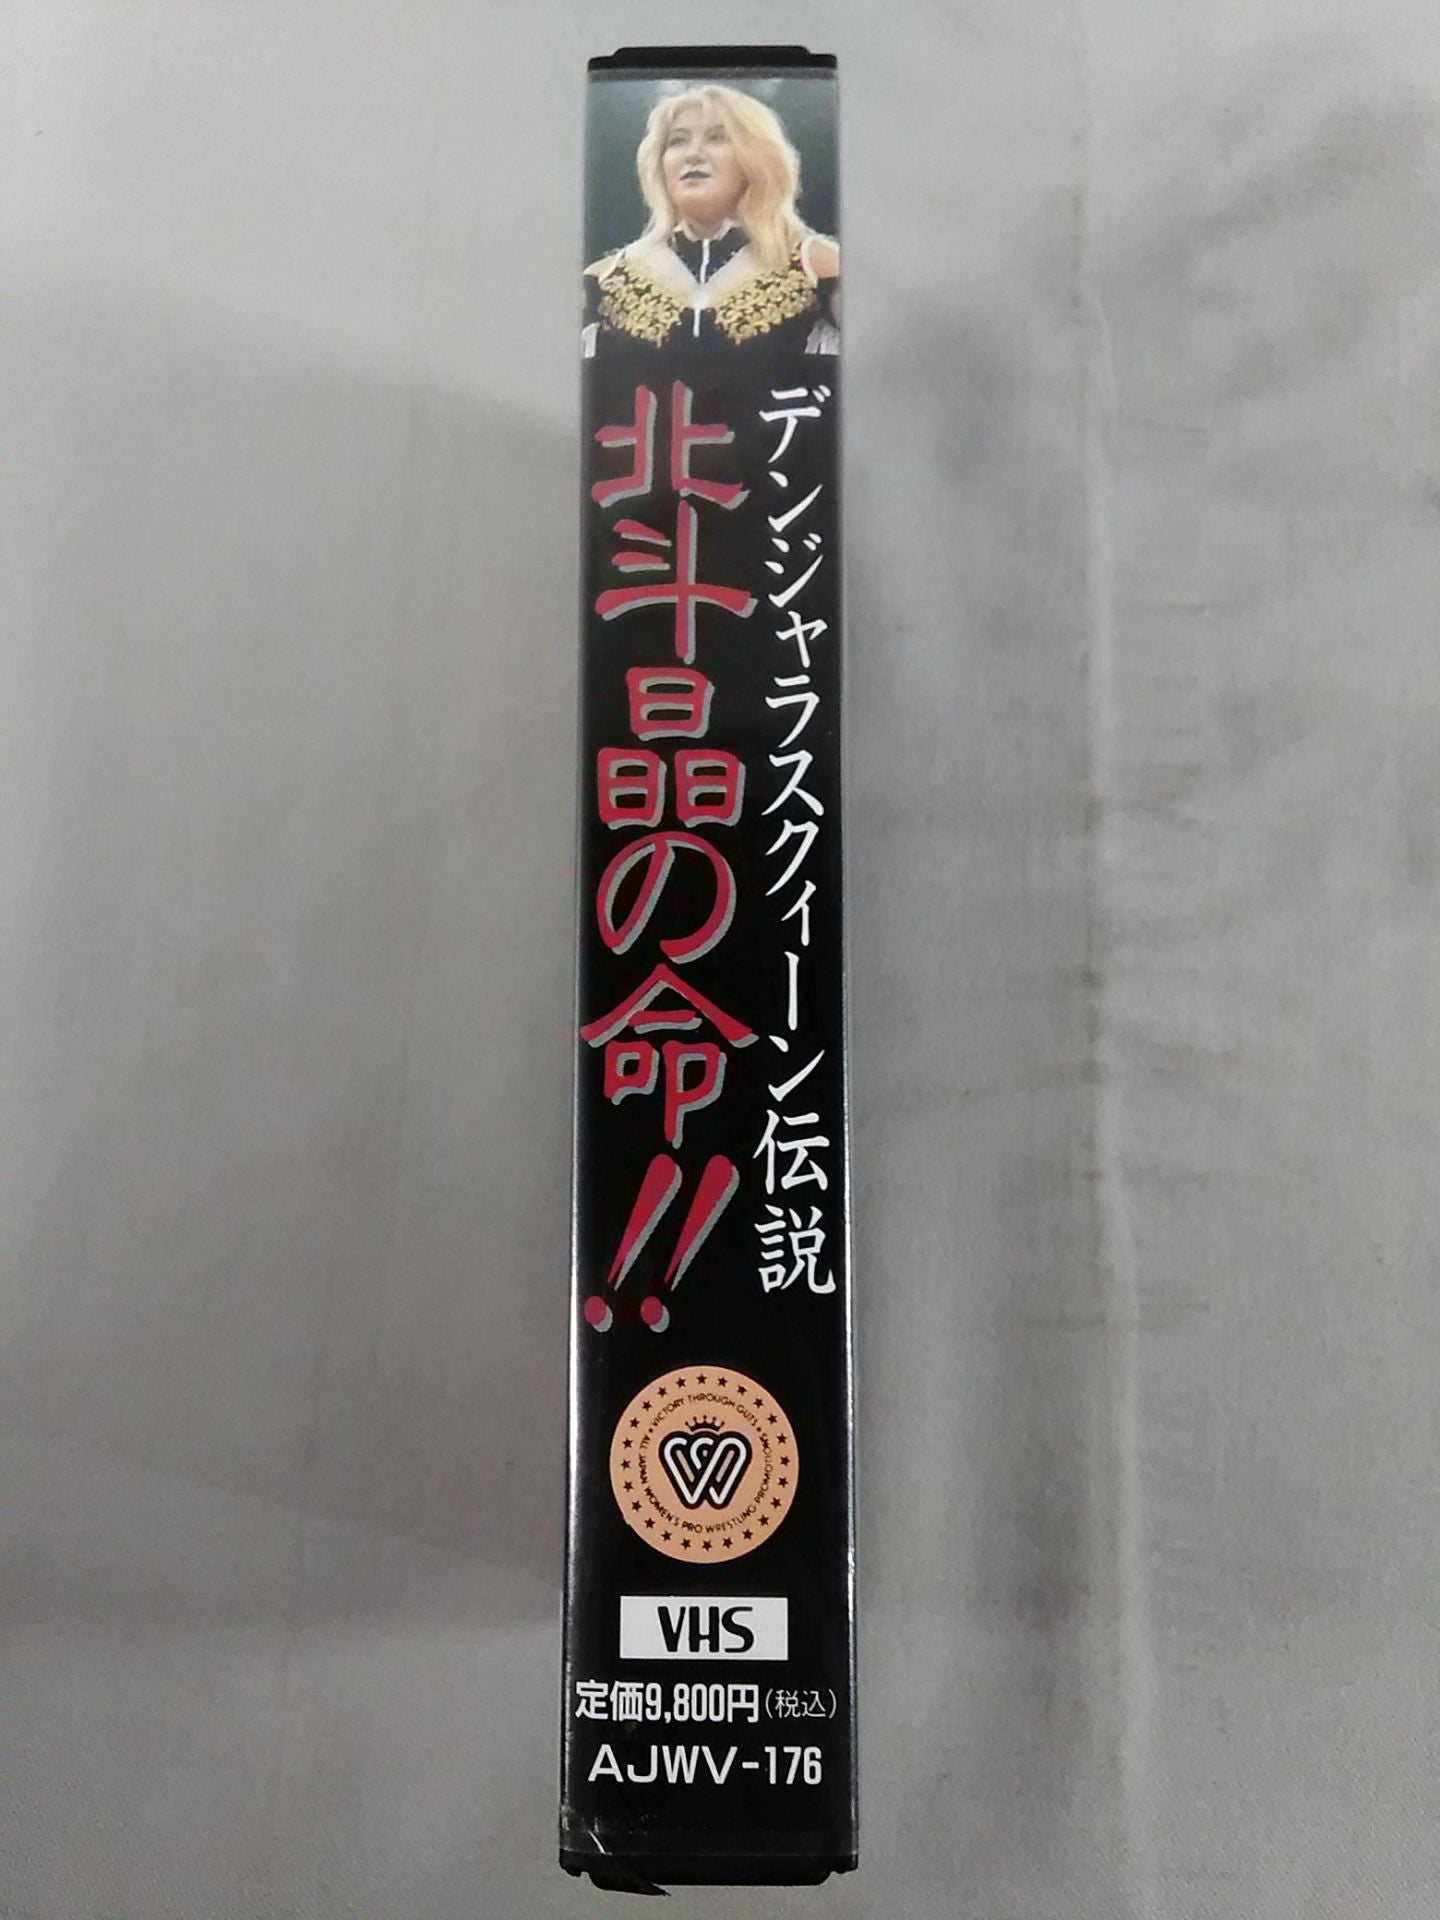 デンジャラスクィーン伝説
北斗晶の命!!
VICTORY THROUGH GUTS
ALL JAPAN WOMEN'S PRO WRESTLING PROMOTIONS
VHS
定価9,800円(税込)
AJWV-176